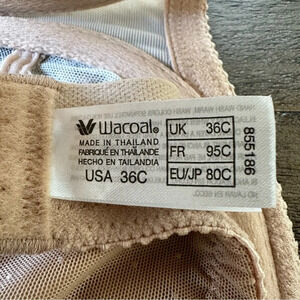 Wacoal
MADE IN THAILAND
FABRIQUÉ EN THAÏLANDE
HECHO EN TAILANDIA
USA 36C
UK 36C
FR 95C
EU/JP 80C
855186